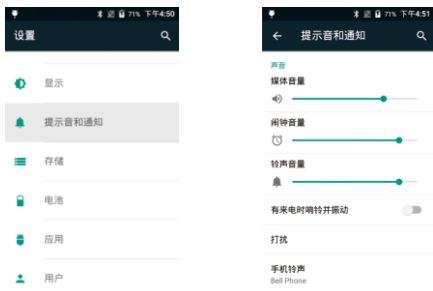 71% 下午4:50
设置
显示
提示音和通知
存储
电池
应用
用户
71% 下午4:51
提示音和通知
声音
媒体音量
闹钟音量
铃声音量
有来电时响铃并振动
打扰
手机铃声
Bell Phone